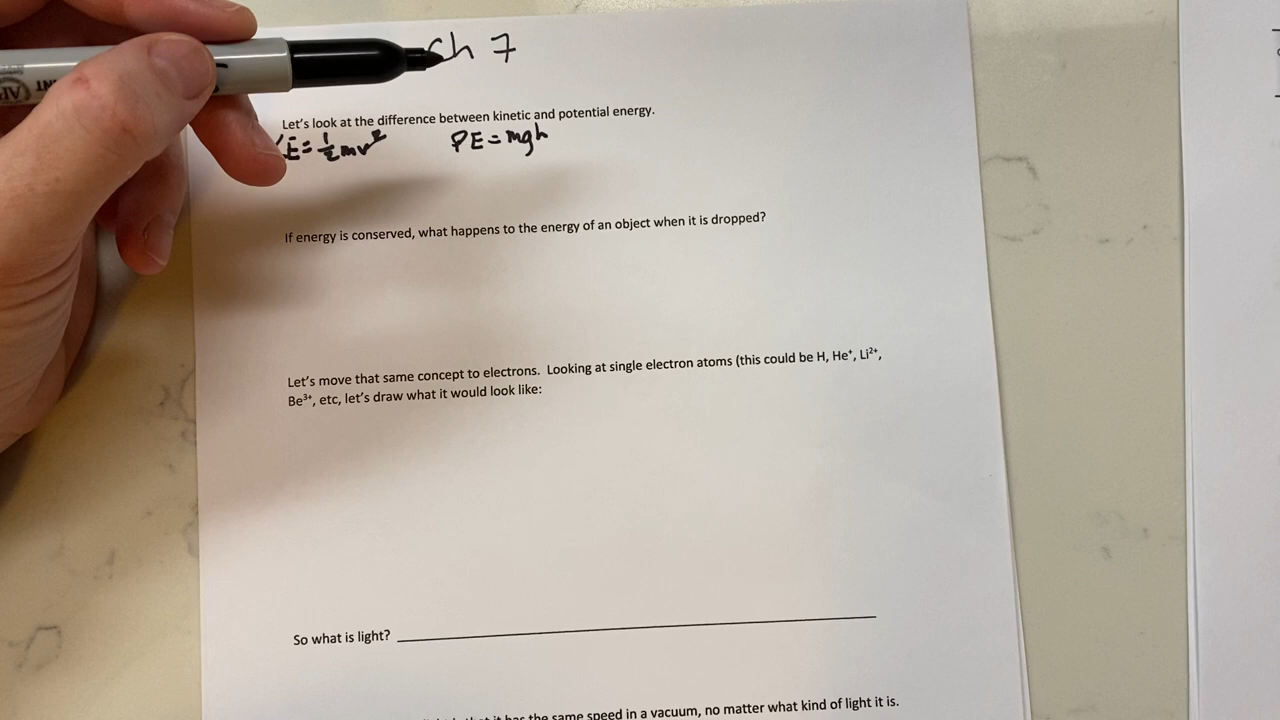 Ch 7
Let's look at the difference between kinetic and potential energy.
KE = ½mv² PE = mgh
If energy is conserved, what happens to the energy of an object when it is dropped?
Let's move that same concept to electrons. Looking at single electron atoms (this could be H, He⁺, Li²⁺,
Be³⁺, etc, let's draw what it would look like:
So what is light? ____________________
it has the same speed in a vacuum, no matter what kind of light it is.